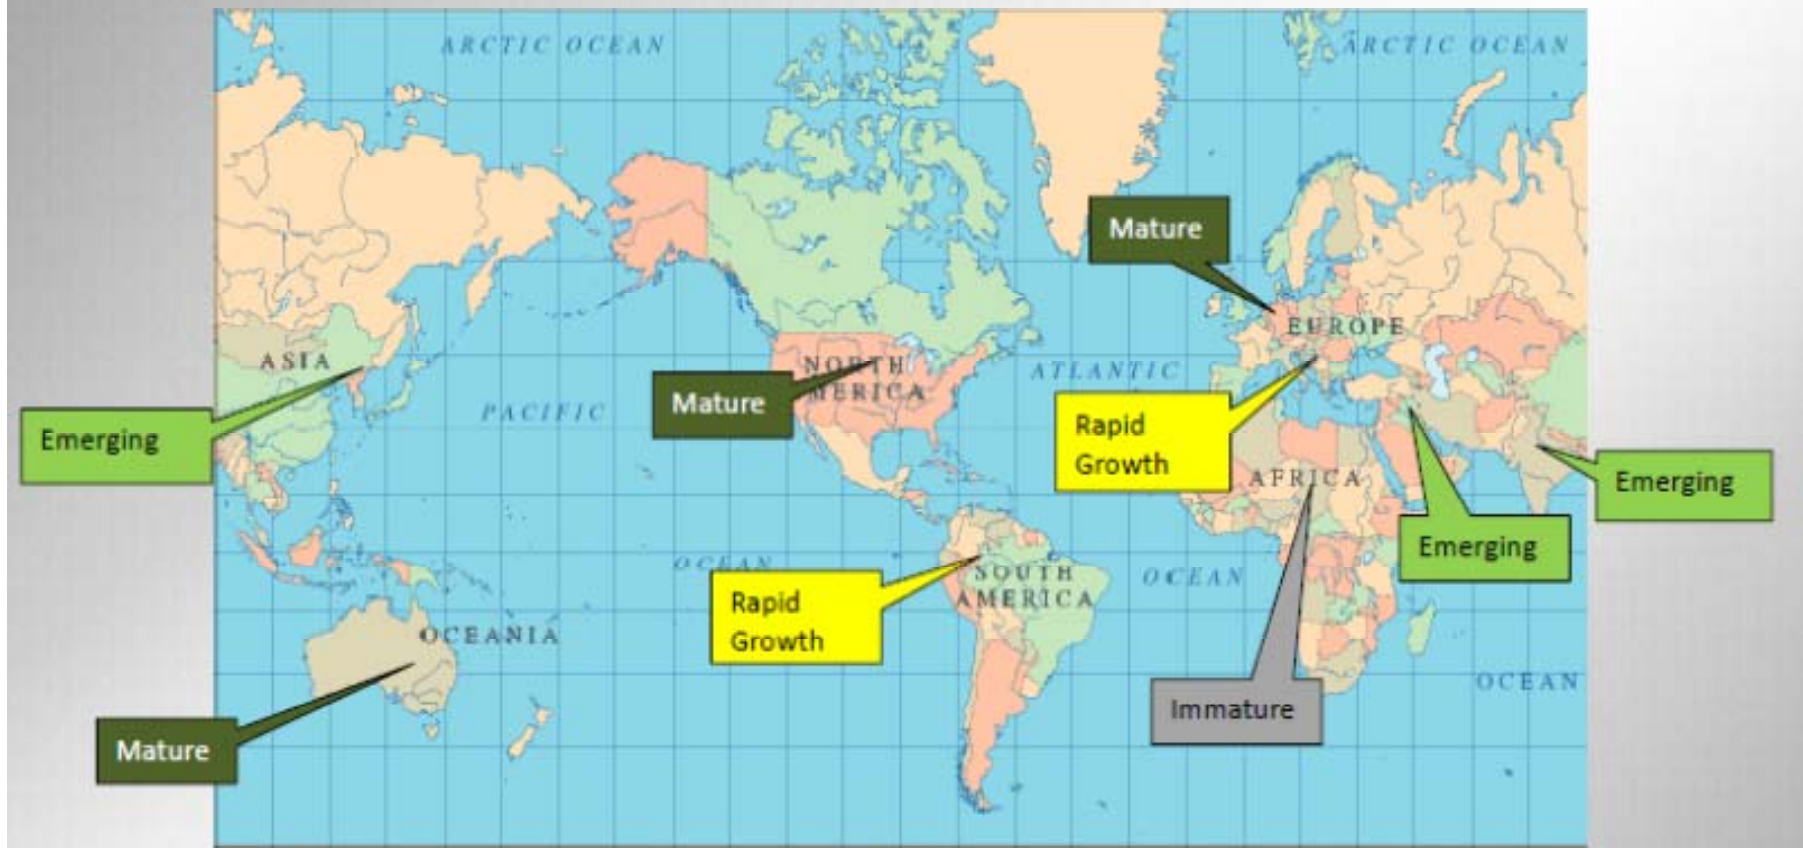 ARCTIC OCEAN
ARCTIC OCEAN
Mature
EUROPE
ASIA
NORTH
AMERICA
ATLANTIC
Mature
PACIFIC
Emerging
Rapid
Growth
AFRICA
Emerging
Emerging
OCEAN
SOUTH
AMERICA
OCEAN
Rapid
Growth
OCEANIA
OCEAN
Immature
Mature